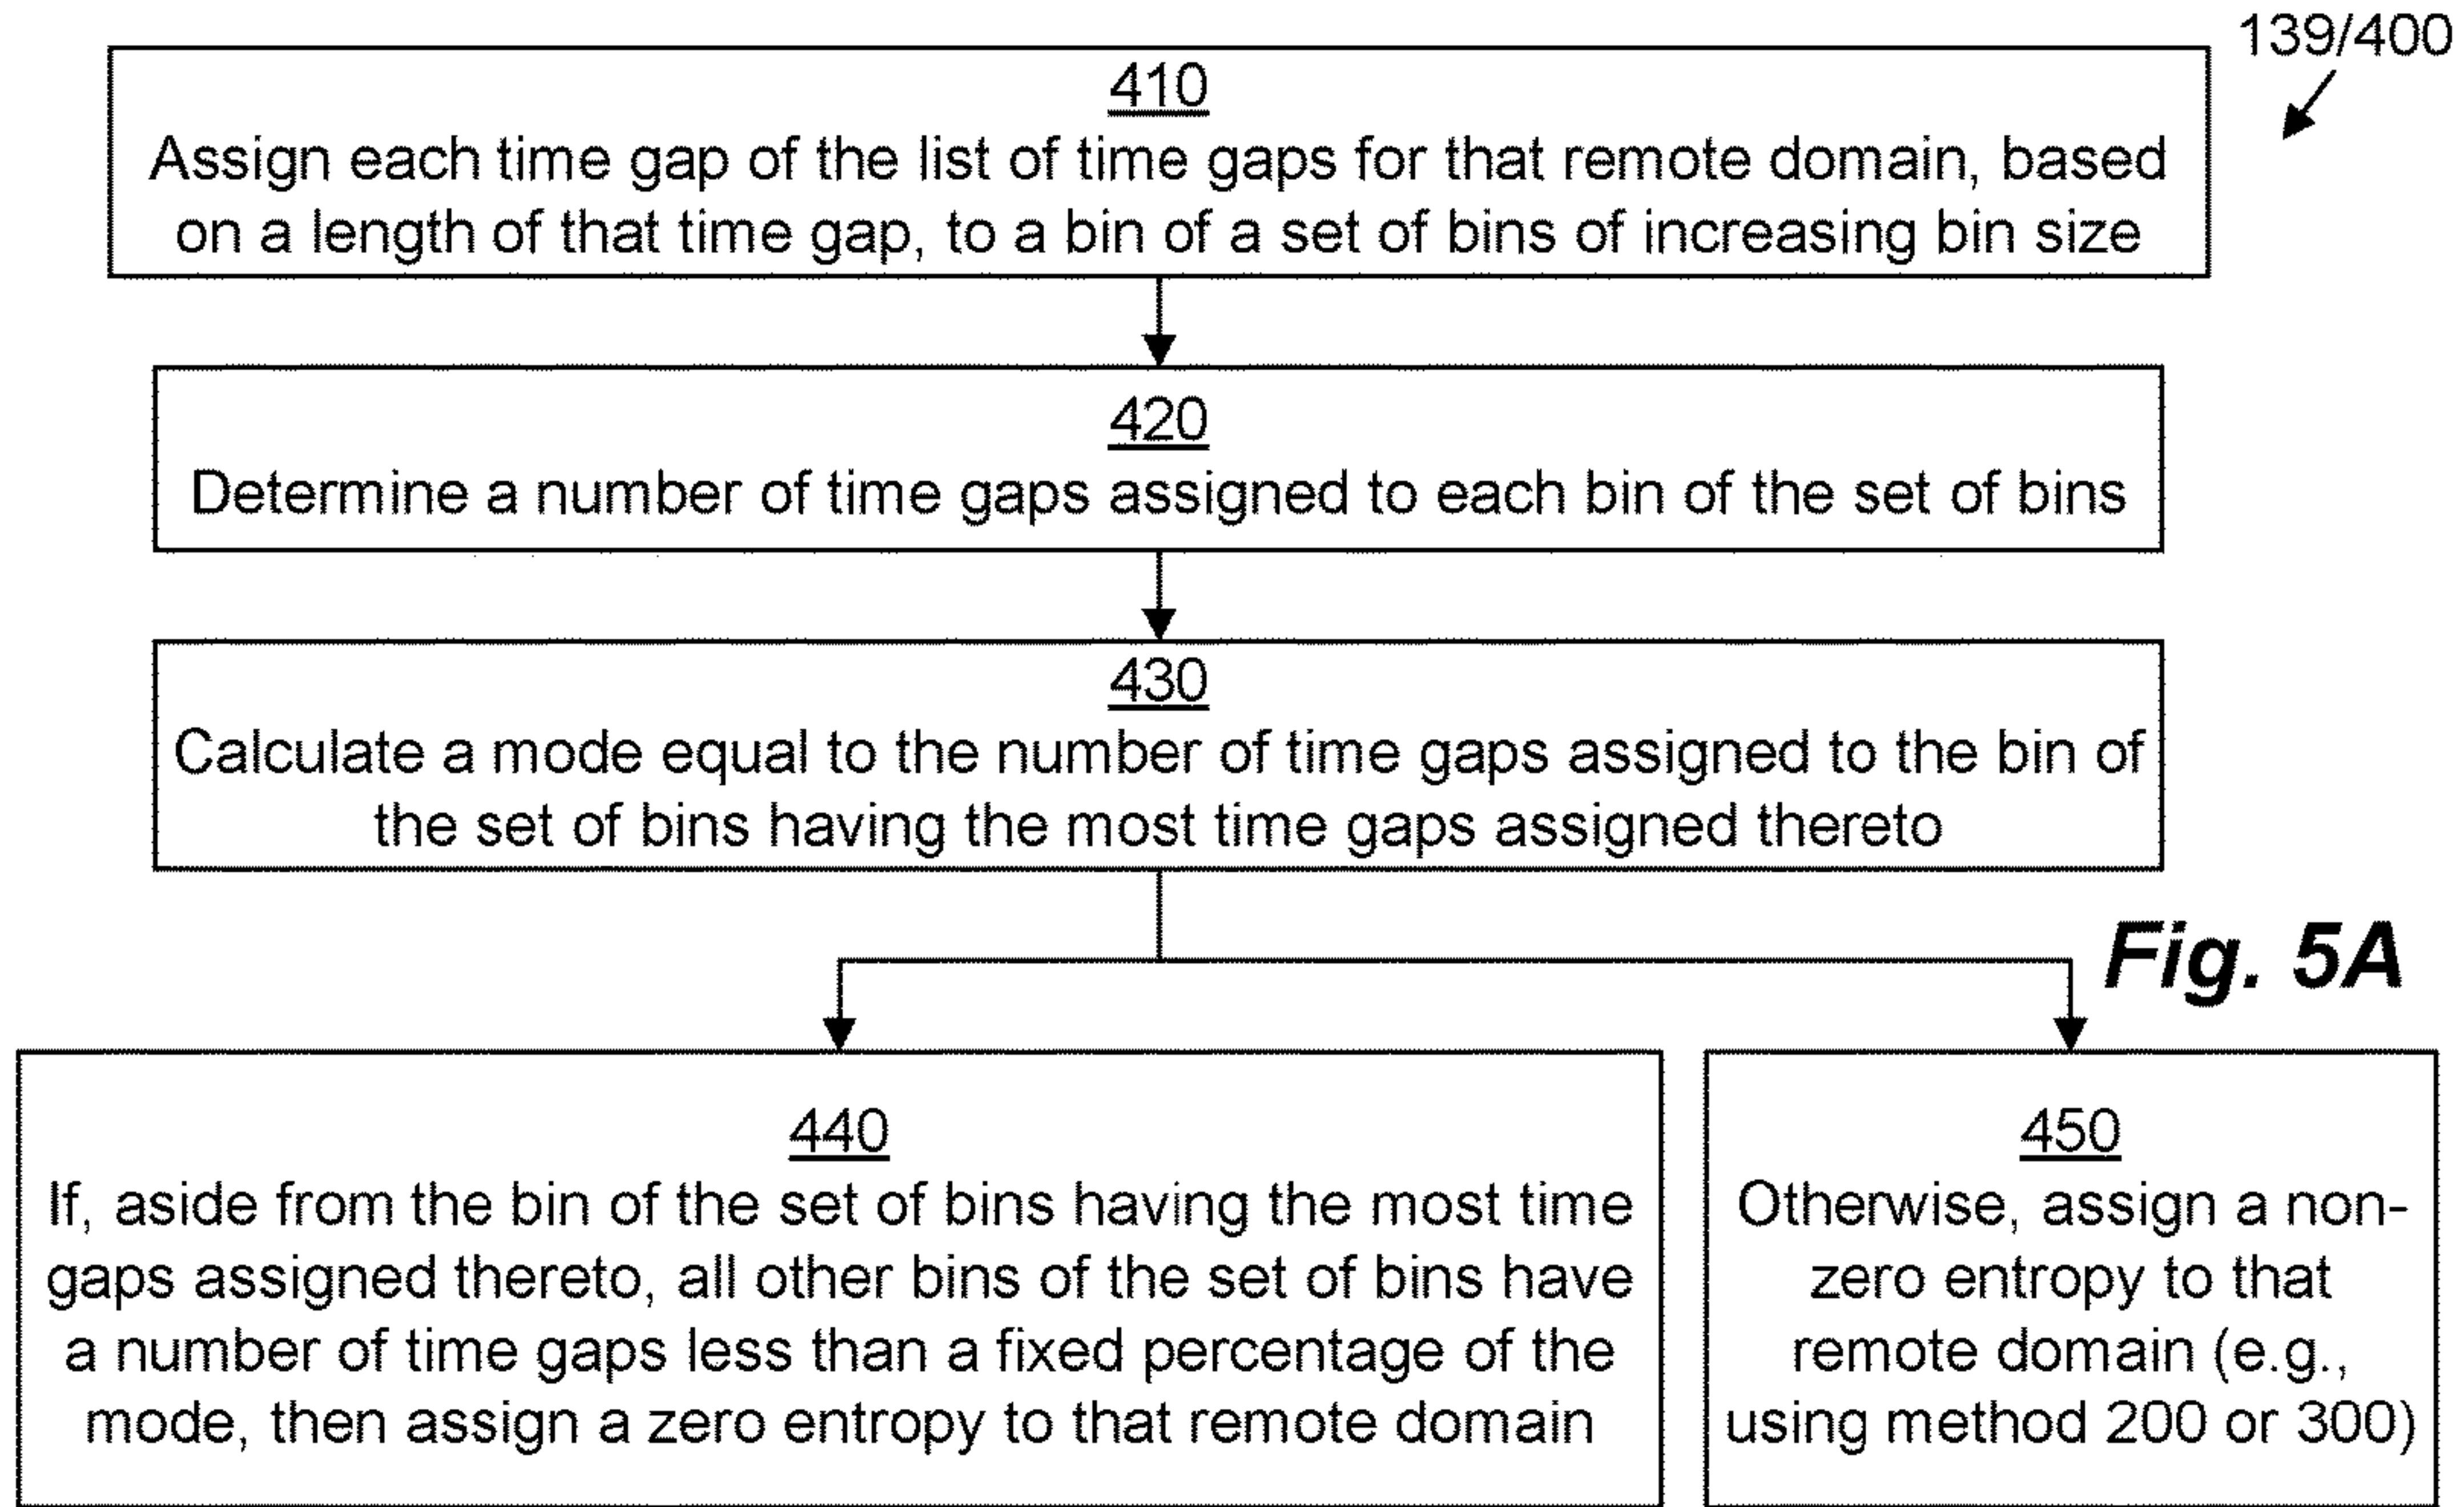 139/400
410
Assign each time gap of the list of time gaps for that remote domain, based
on a length of that time gap, to a bin of a set of bins of increasing bin size
420
Determine a number of time gaps assigned to each bin of the set of bins
430
Calculate a mode equal to the number of time gaps assigned to the bin of
the set of bins having the most time gaps assigned thereto
Fig. 5A
440
If, aside from the bin of the set of bins having the most time
gaps assigned thereto, all other bins of the set of bins have
a number of time gaps less than a fixed percentage of the
mode, then assign a zero entropy to that remote domain
450
Otherwise, assign a non-
zero entropy to that
remote domain (e.g.,
using method 200 or 300)